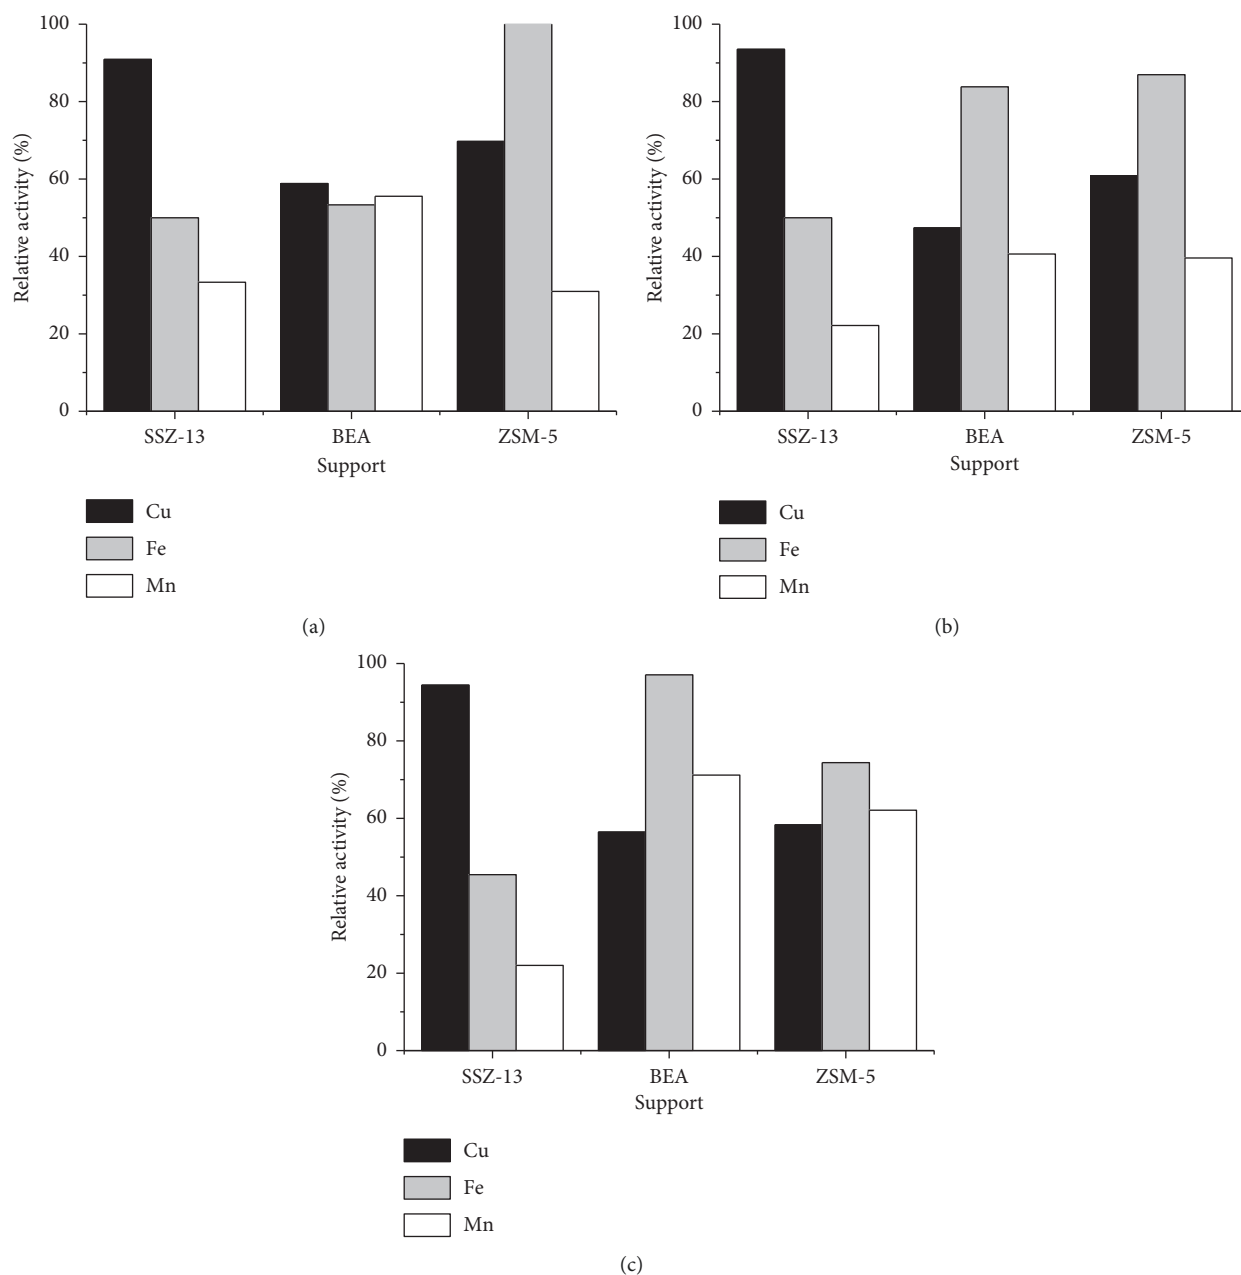 100
80
60
40
20
0
Relative activity (%)
SSZ-13 BEA ZSM-5
Support
Cu
Fe
Mn
(a)
100
80
60
40
20
0
Relative activity (%)
SSZ-13 BEA ZSM-5
Support
Cu
Fe
Mn
(b)
100
80
60
40
20
0
Relative activity (%)
SSZ-13 BEA ZSM-5
Support
Cu
Fe
Mn
(c)